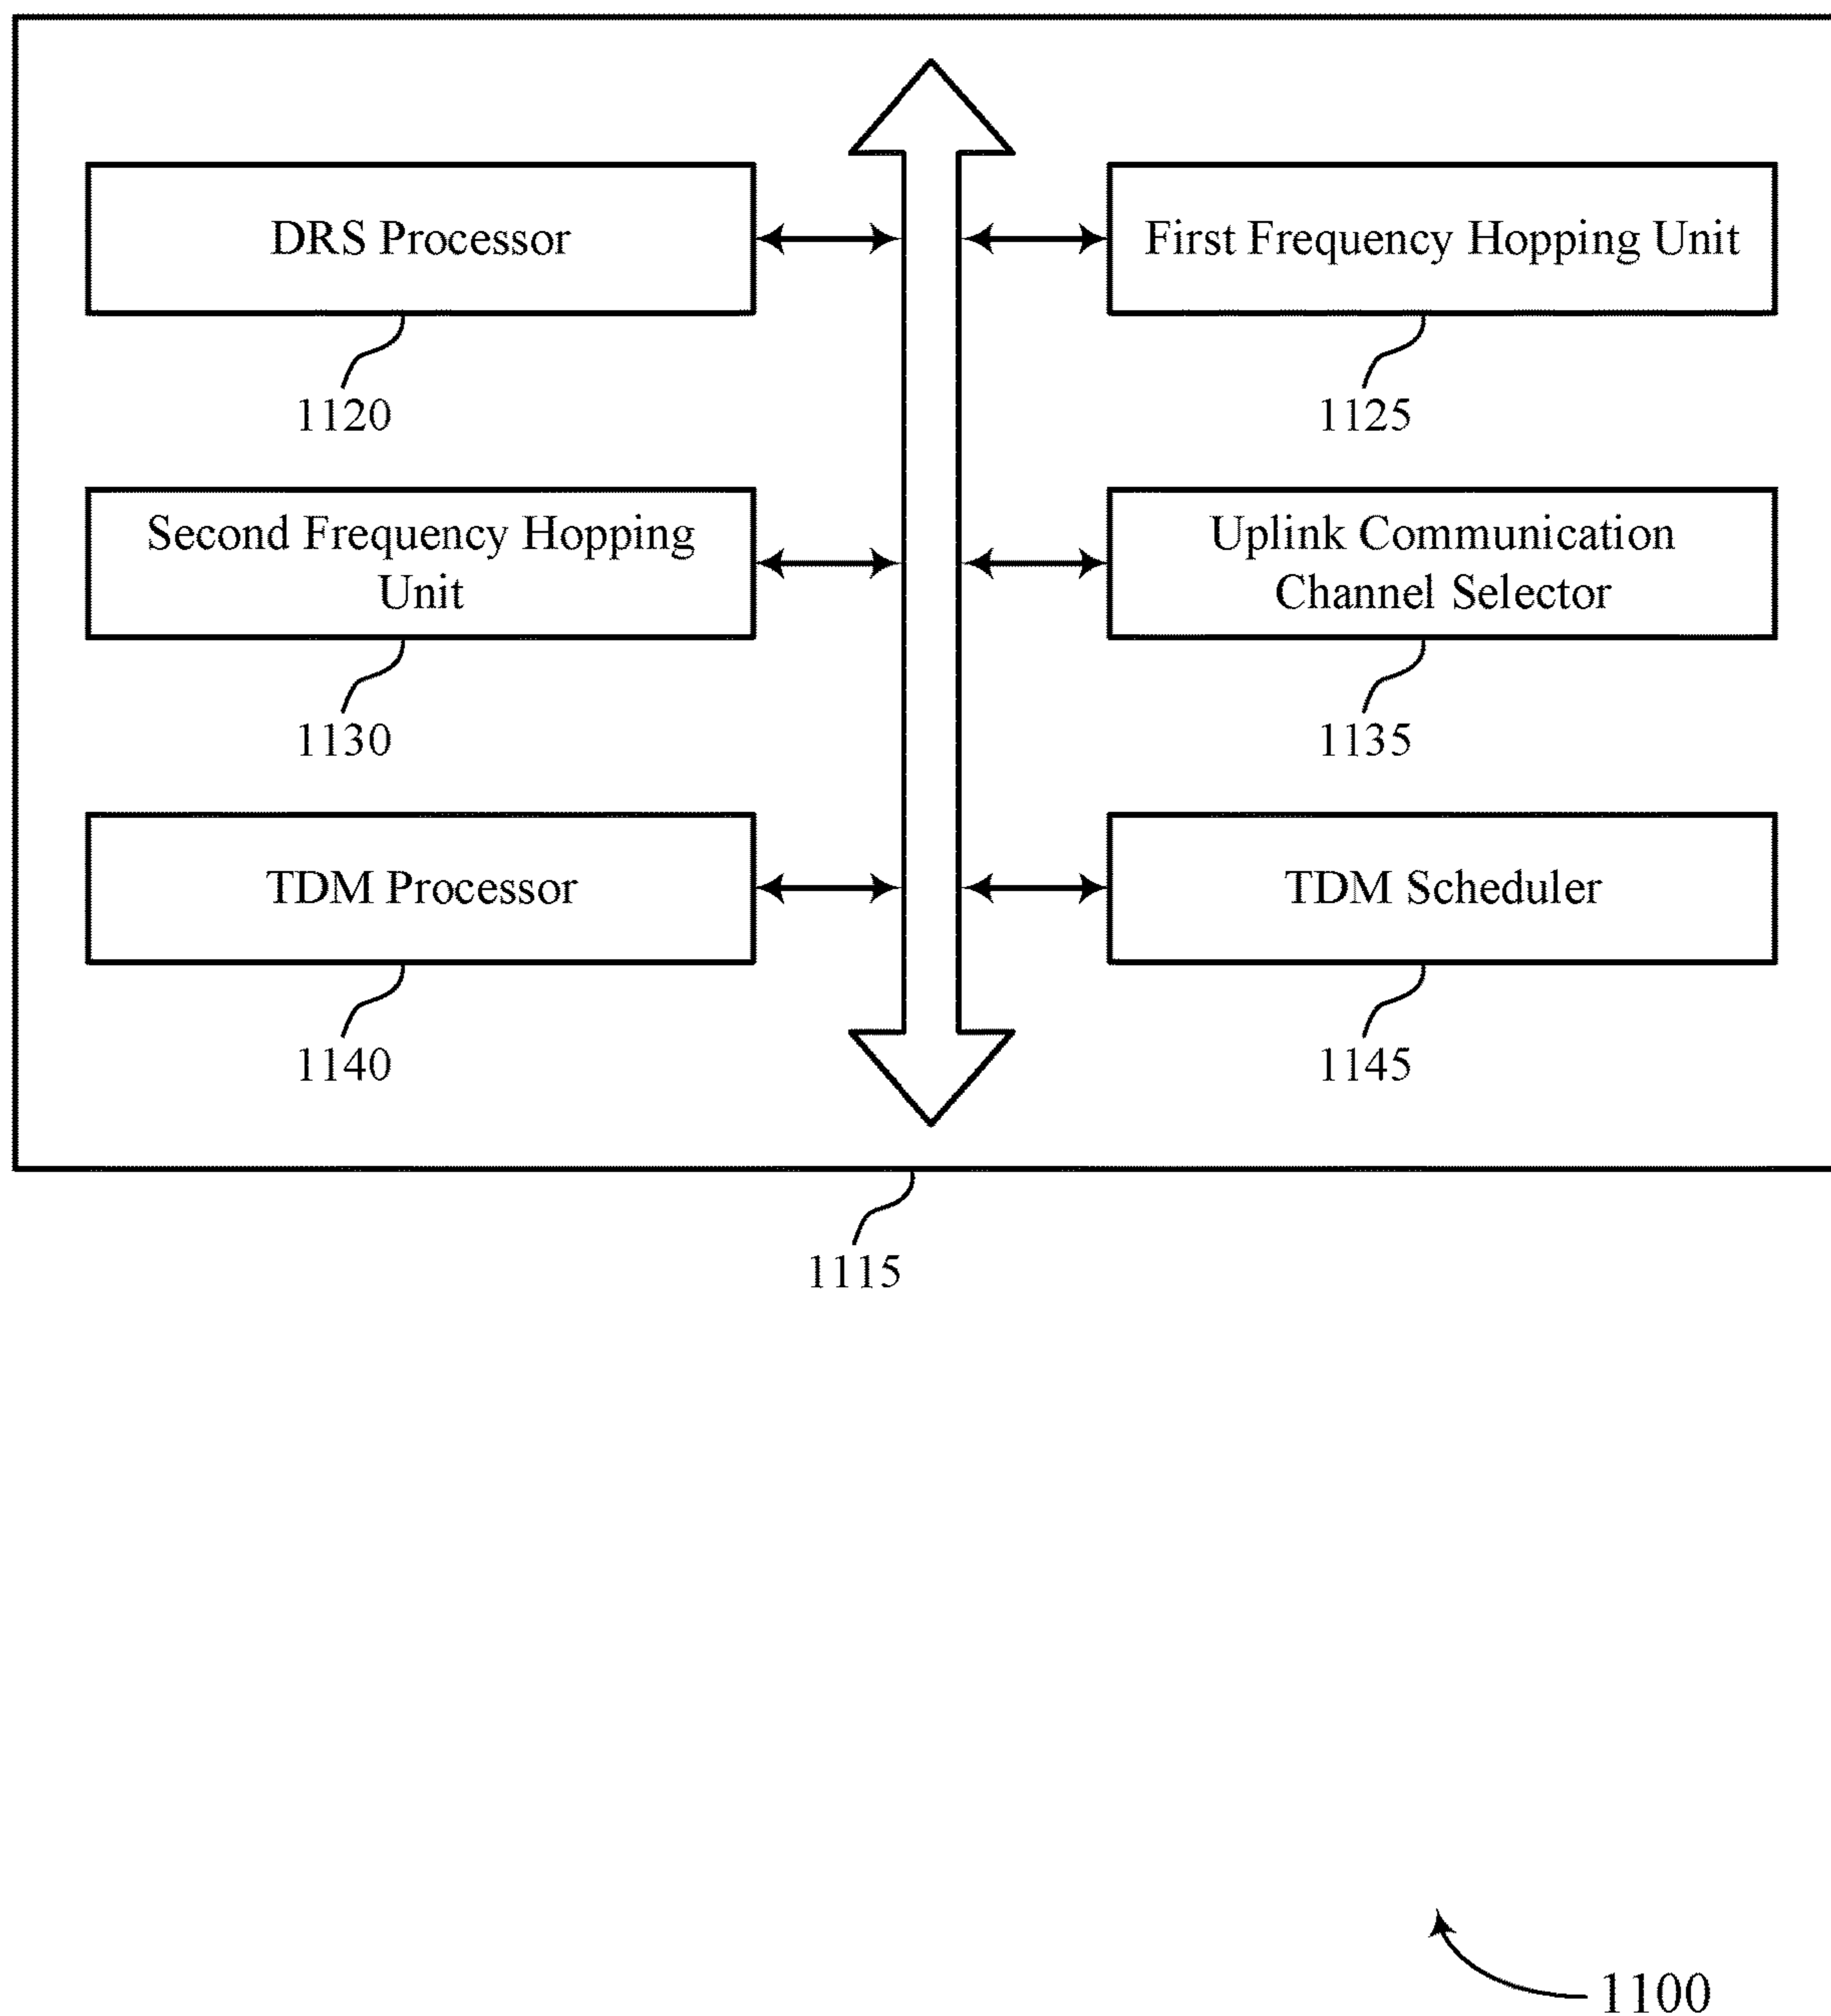 DRS Processor
First Frequency Hopping Unit
1120
1125
Second Frequency Hopping
Unit
Uplink Communication
Channel Selector
1130
1135
TDM Processor
TDM Scheduler
1140
1145
1115
1100